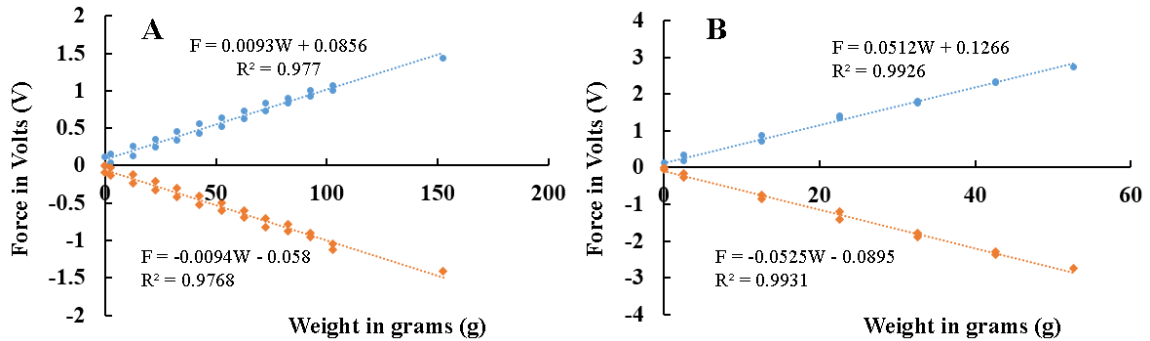 A
F = 0.0093W + 0.0856
R² = 0.977
Force in Volts (V)
2
1.5
1
0.5
0
-0.5
-1
-1.5
-2
0 50 100 150 200
F = -0.0094W - 0.058
R² = 0.9768
Weight in grams (g)
B
F = 0.0512W + 0.1266
R² = 0.9926
Force in Volts (V)
4
3
2
1
0
-1
-2
-3
-4
0 20 40 60
F = -0.0525W - 0.0895
R² = 0.9931
Weight in grams (g)